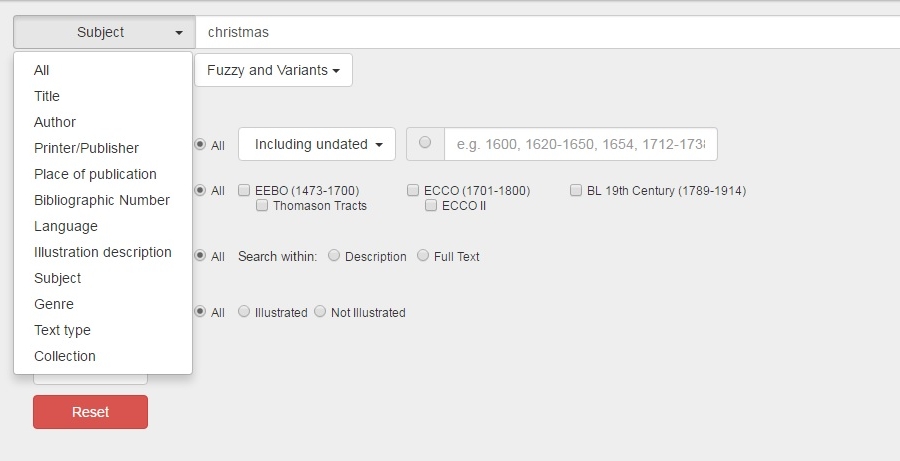 Subject christmas
All
Title
Author
Printer/Publisher
Place of publication
Bibliographic Number
Language
Illustration description
Subject
Genre
Text type
Collection
Fuzzy and Variants
All Including undated e.g. 1600, 1620-1650, 1654, 1712-1738
All EEBO (1473-1700) ECCO (1701-1800) BL 19th Century (1789-1914)
Thomason Tracts ECCO II
All Search within: Description Full Text
All Illustrated Not Illustrated
Reset